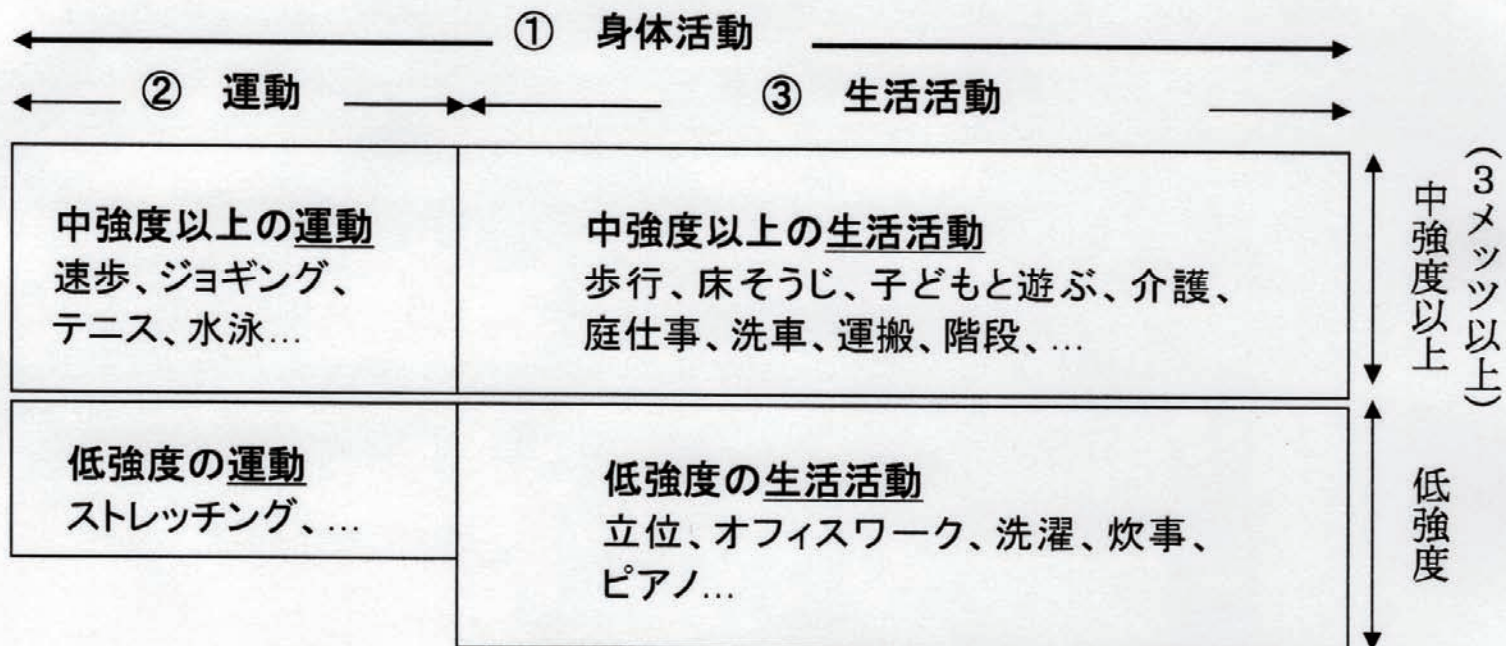 ① 身体活動
② 運動
③ 生活活動
中強度以上の運動
速歩、ジョギング、
テニス、水泳…
中強度以上の生活活動
歩行、床そうじ、子どもと遊ぶ、介護、
庭仕事、洗車、運搬、階段、…
(3メッツ以上)
中強度以上
低強度の運動
ストレッチング、…
低強度の生活活動
立位、オフィスワーク、洗濯、炊事、
ピアノ…
低強度